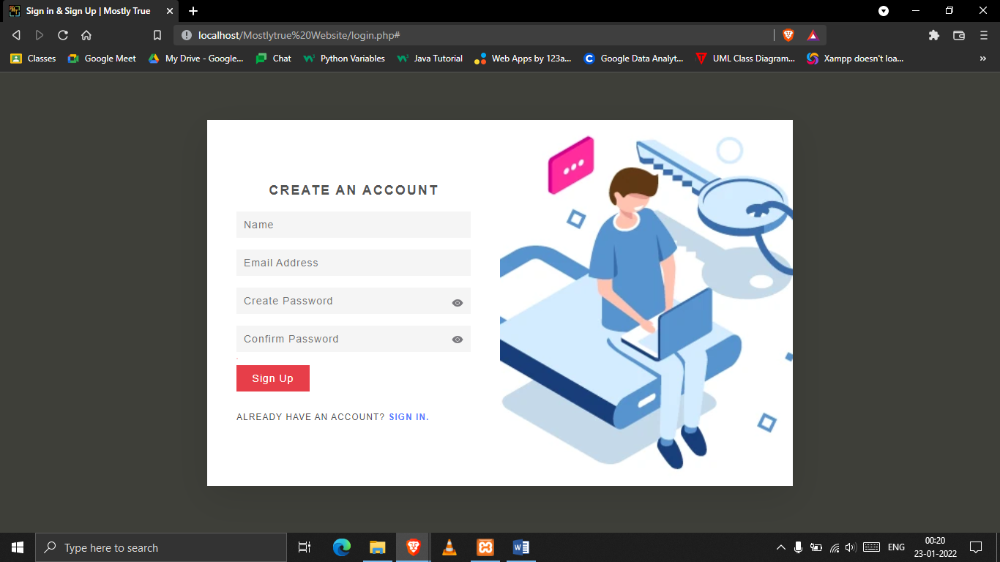 Sign in & Sign Up | Mostly True
localhost/Mostlytrue%20Website/login.php#
Classes
Google Meet
My Drive - Google...
Chat
Python Variables
Java Tutorial
Web Apps by 123a...
Google Data Analyt...
UML Class Diagram...
Xampp doesn't loa...
»
CREATE AN ACCOUNT
Name
Email Address
Create Password
Confirm Password
Sign Up
ALREADY HAVE AN ACCOUNT? SIGN IN.
Type here to search
ENG
00:20
23-01-2022